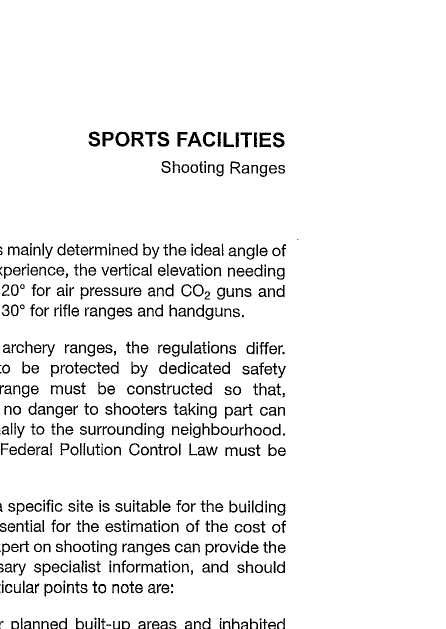 SPORTS FACILITIES
Shooting Ranges
s mainly determined by the ideal angle of
xperience, the vertical elevation needing
20° for air pressure and CO₂ guns and
30° for rifle ranges and handguns.
archery ranges, the regulations differ.
to be protected by dedicated safety
range must be constructed so that,
no danger to shooters taking part can
ally to the surrounding neighbourhood.
Federal Pollution Control Law must be
a specific site is suitable for the building
sential for the estimation of the cost of
pert on shooting ranges can provide the
sary specialist information, and should
ticular points to note are:
r planned built-up areas and inhabited